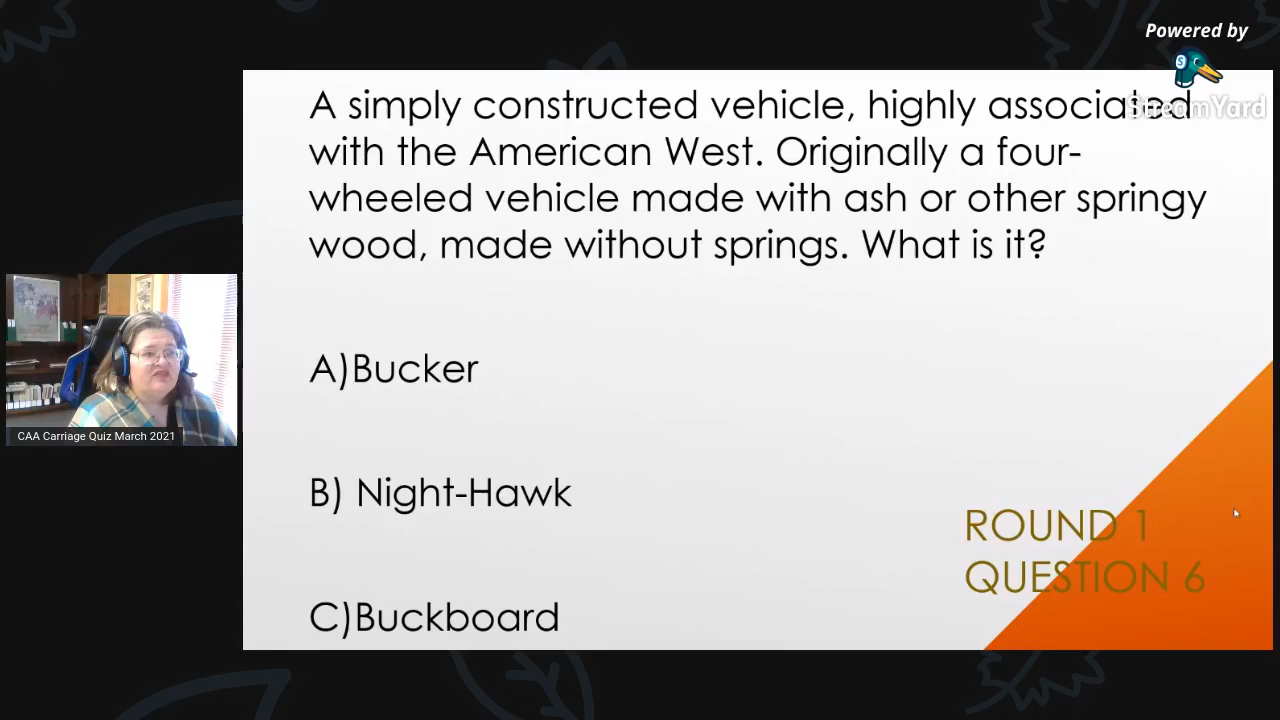 Powered by
StreamYard
A simply constructed vehicle, highly associated
with the American West. Originally a four-
wheeled vehicle made with ash or other springy
wood, made without springs. What is it?
A)Bucker
B) Night-Hawk
C)Buckboard
ROUND 1
QUESTION 6
CAA Carriage Quiz March 2021